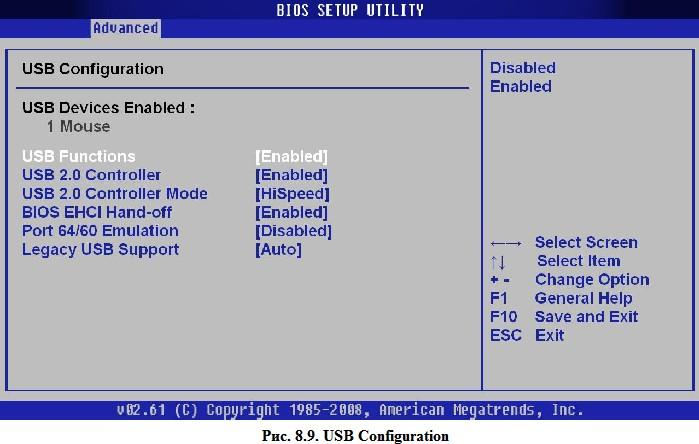 BIOS SETUP UTILITY
Advanced
USB Configuration
USB Devices Enabled :
1 Mouse
USB Functions [Enabled]
USB 2.0 Controller [Enabled]
USB 2.0 Controller Mode [HiSpeed]
BIOS EHCI Hand-off [Enabled]
Port 64/60 Emulation [Disabled]
Legacy USB Support [Auto]
Disabled
Enabled
←→ Select Screen
↑↓ Select Item
+ - Change Option
F1 General Help
F10 Save and Exit
ESC Exit
v02.61 (C) Copyright 1985-2008, American Megatrends, Inc.
Рис. 8.9. USB Configuration